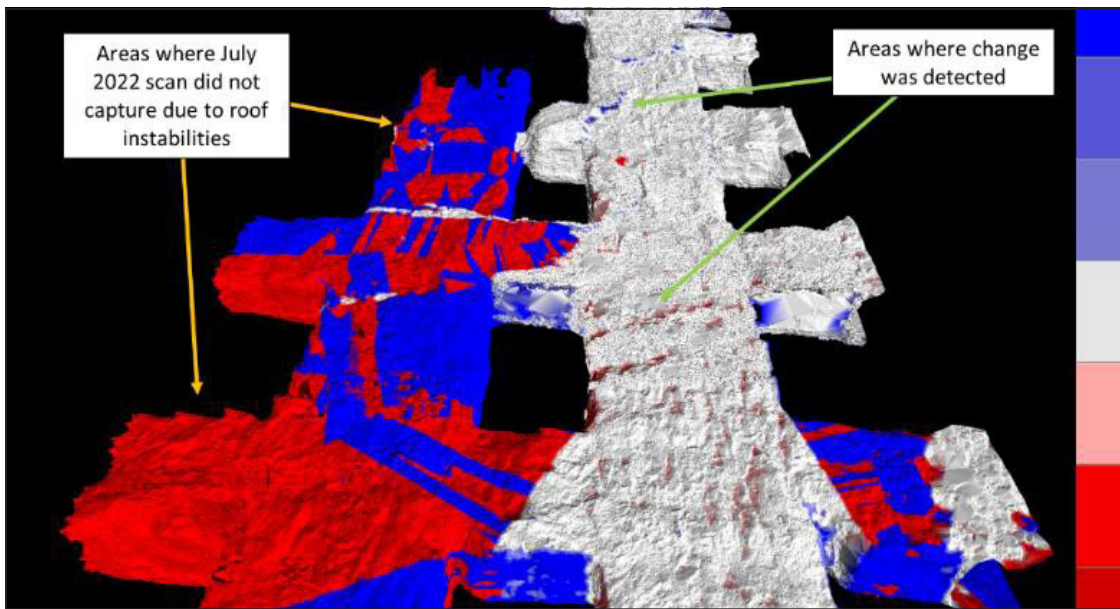 Areas where July
2022 scan did not
capture due to roof
instabilities
Areas where change
was detected